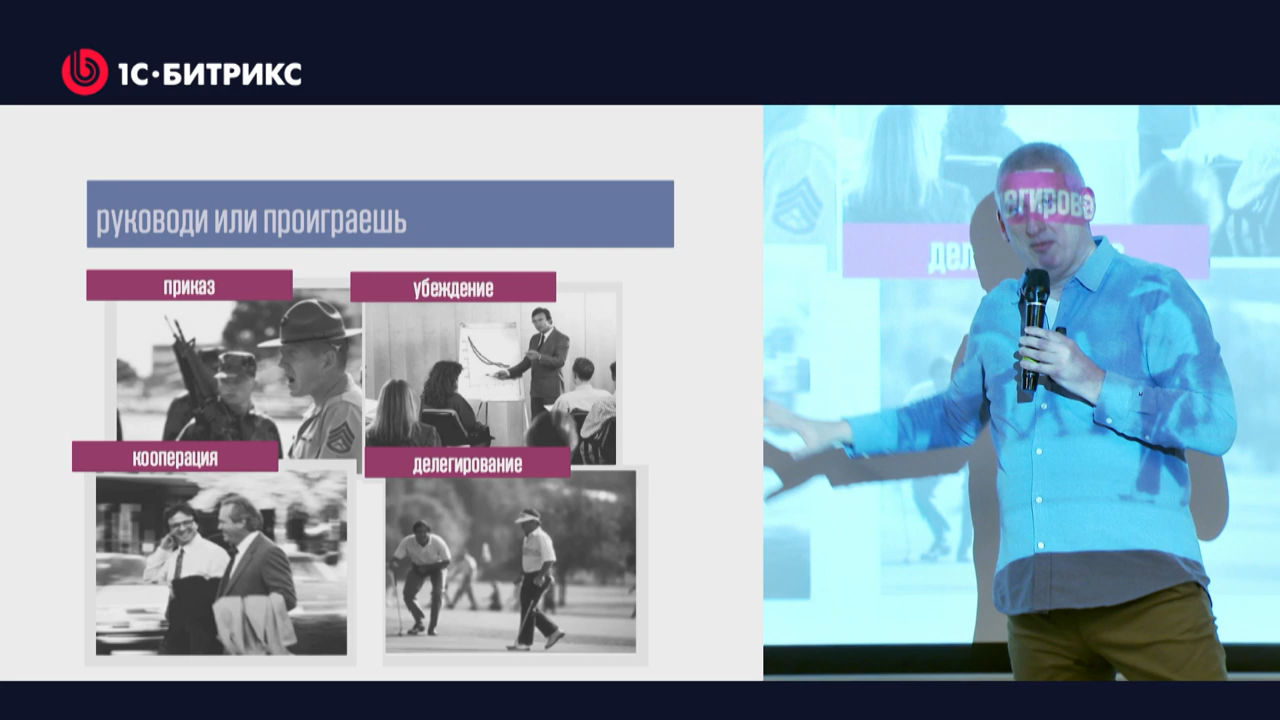 1С·БИТРИКС
руководи или проиграешь
приказ
убеждение
кооперация
делегирование